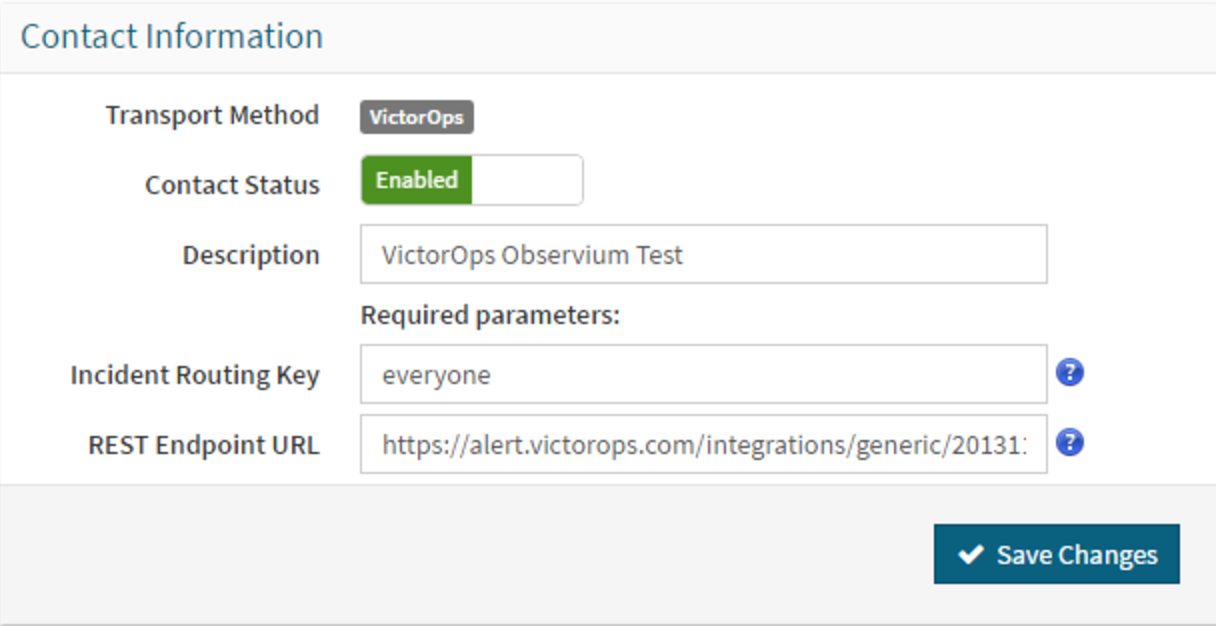 Contact Information
Transport Method VictorOps
Contact Status Enabled
Description VictorOps Observium Test
Required parameters:
Incident Routing Key everyone ?
REST Endpoint URL https://alert.victorops.com/integrations/generic/20131: ?
Save Changes